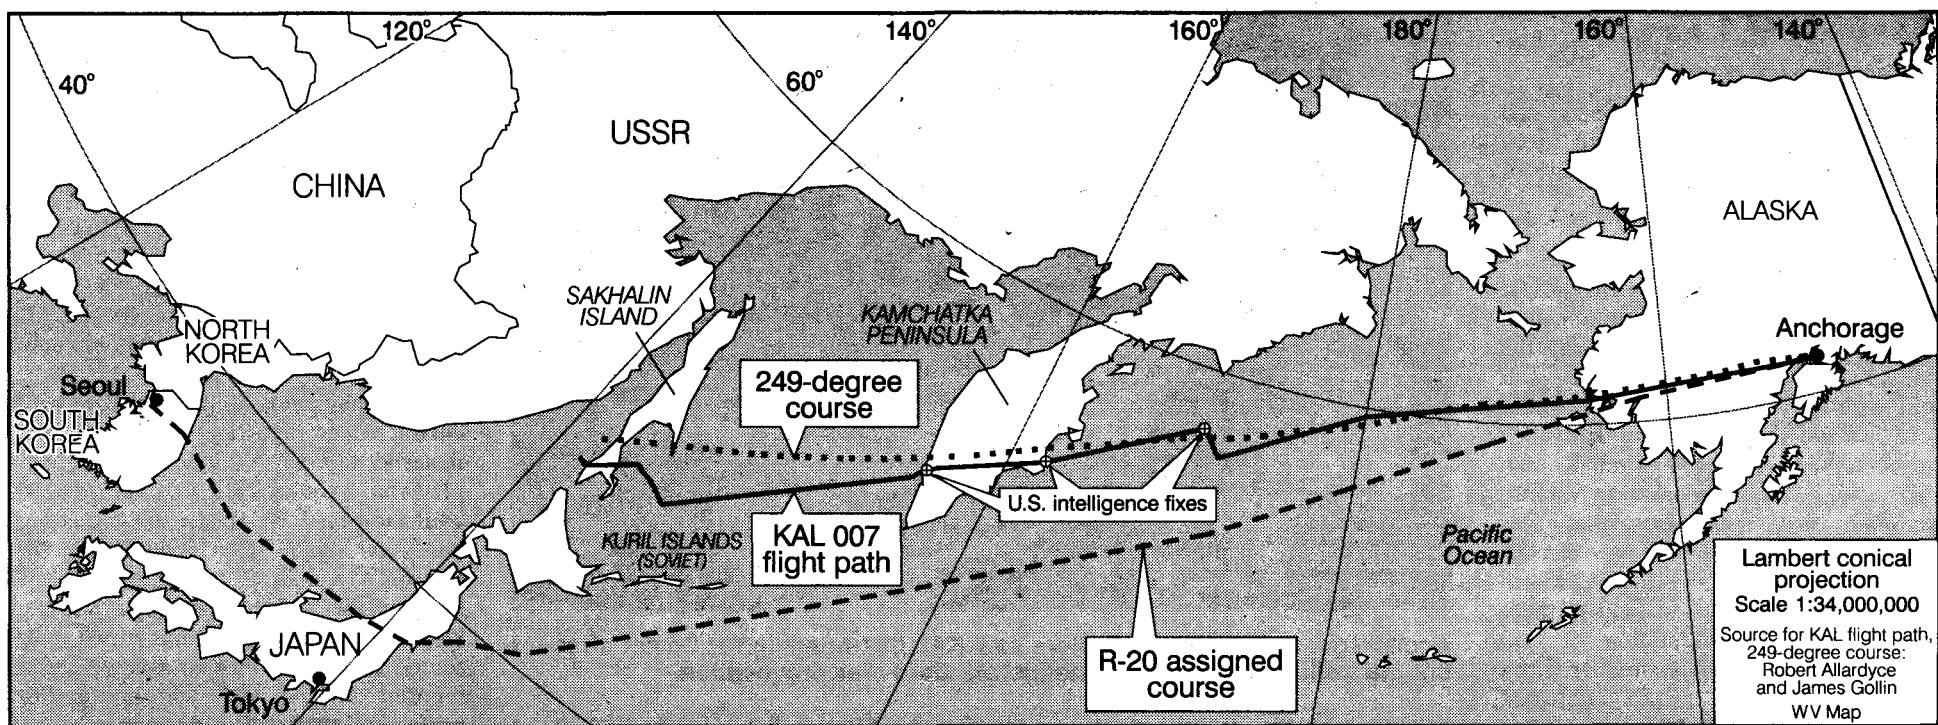 120°
140°
160°
180°
160°
140°
40°
60°
USSR
CHINA
ALASKA
SAKHALIN
ISLAND
KAMCHATKA
PENINSULA
NORTH
KOREA
Anchorage
Seoul
SOUTH
KOREA
249-degree
course
U.S. intelligence fixes
KAL 007
flight path
KURIL ISLANDS
(SOVIET)
Pacific
Ocean
JAPAN
Tokyo
R-20 assigned
course
Lambert conical
projection
Scale 1:34,000,000
Source for KAL flight path,
249-degree course:
Robert Allardyce
and James Gollin
WV Map